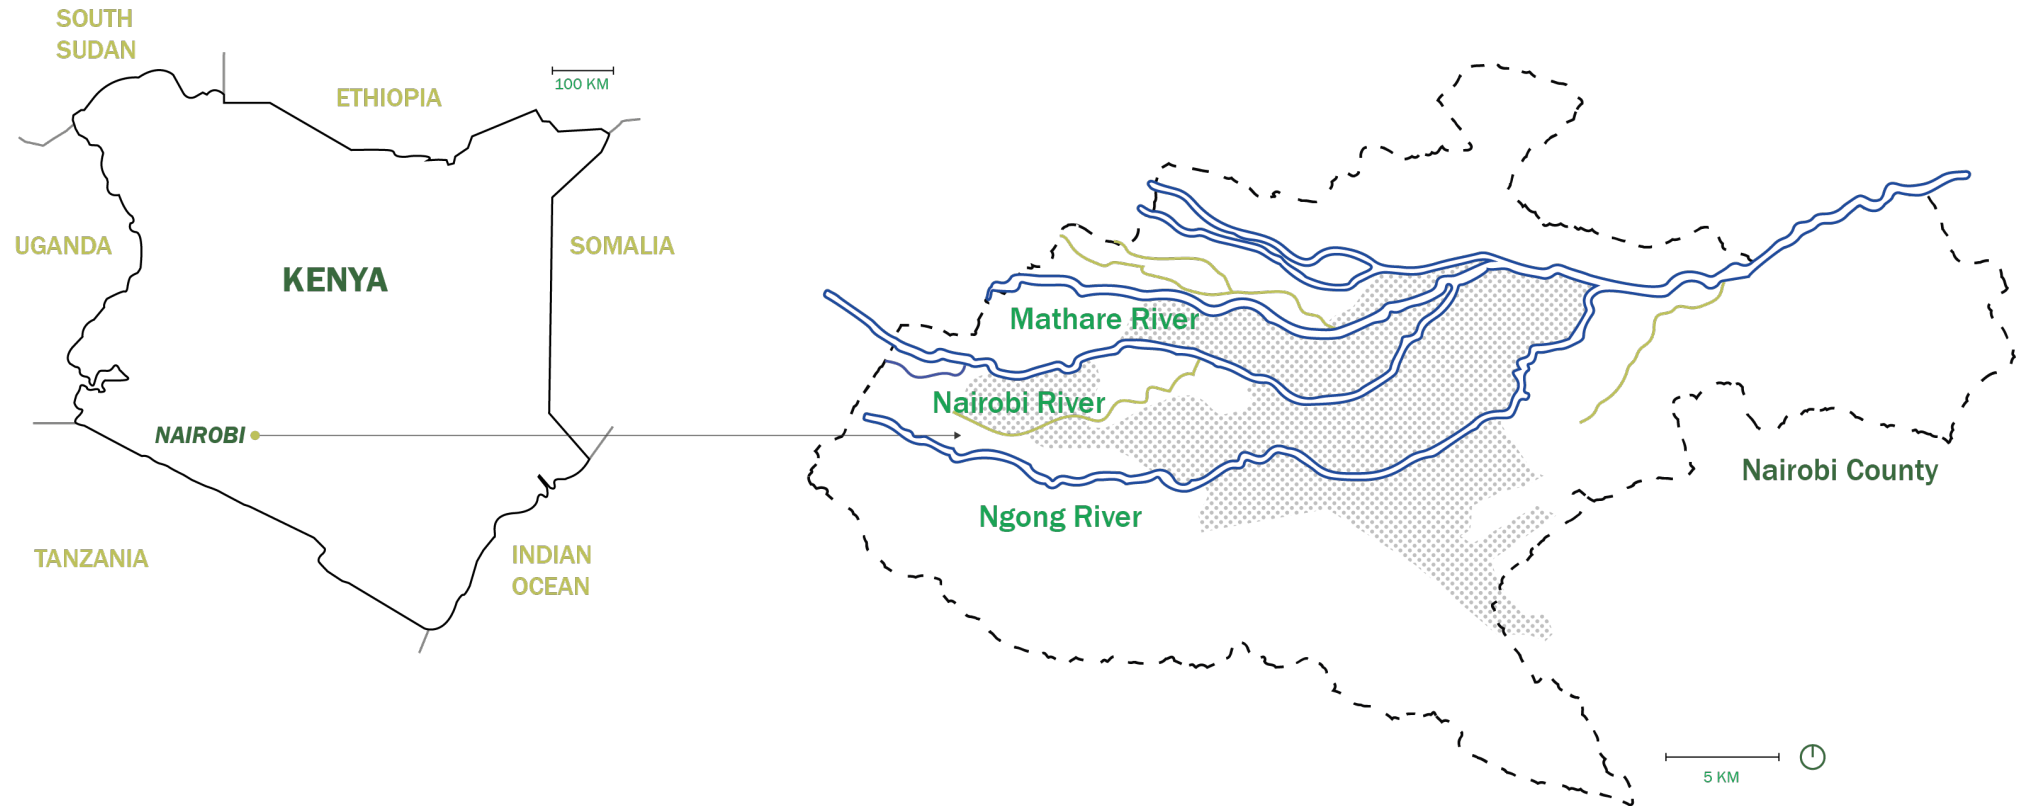 SOUTH
SUDAN
ETHIOPIA
100 KM
UGANDA
KENYA
SOMALIA
NAIROBI
TANZANIA
INDIAN
OCEAN
Mathare River
Nairobi River
Ngong River
Nairobi County
5 KM